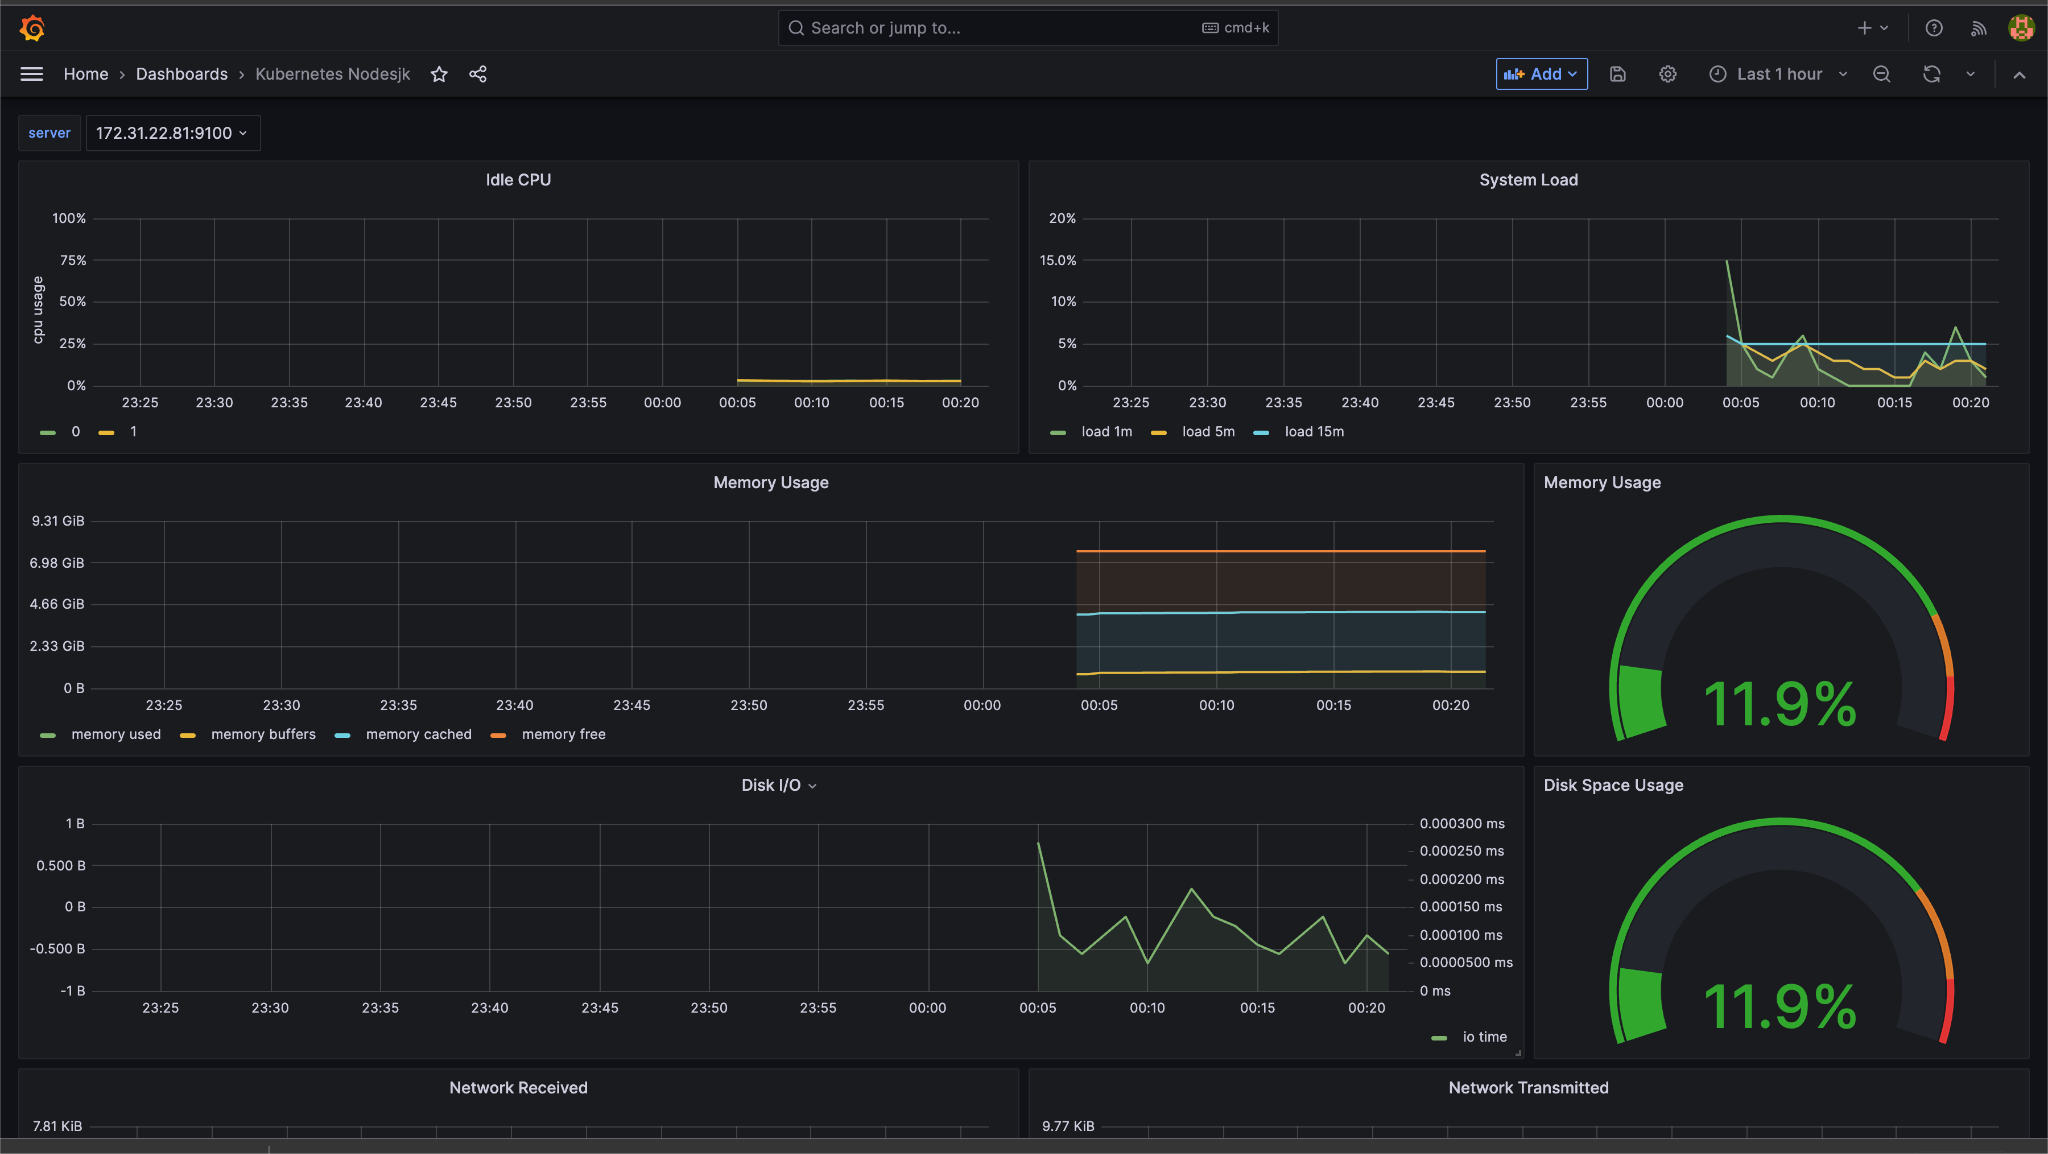 Search or jump to... cmd+k
Home › Dashboards › Kubernetes Nodesjk Add Last 1 hour
server 172.31.22.81:9100
Idle CPU
cpu usage
100%
75%
50%
25%
0%
23:25 23:30 23:35 23:40 23:45 23:50 23:55 00:00 00:05 00:10 00:15 00:20
0 1
System Load
20%
15.0%
10%
5%
0%
23:25 23:30 23:35 23:40 23:45 23:50 23:55 00:00 00:05 00:10 00:15 00:20
load 1m load 5m load 15m
Memory Usage
9.31 GiB
6.98 GiB
4.66 GiB
2.33 GiB
0 B
23:25 23:30 23:35 23:40 23:45 23:50 23:55 00:00 00:05 00:10 00:15 00:20
memory used memory buffers memory cached memory free
Memory Usage
11.9%
Disk I/O
1 B
0.500 B
0 B
-0.500 B
-1 B
0.000300 ms
0.000250 ms
0.000200 ms
0.000150 ms
0.000100 ms
0.0000500 ms
0 ms
23:25 23:30 23:35 23:40 23:45 23:50 23:55 00:00 00:05 00:10 00:15 00:20
io time
Disk Space Usage
11.9%
Network Received
7.81 KiB
Network Transmitted
9.77 KiB